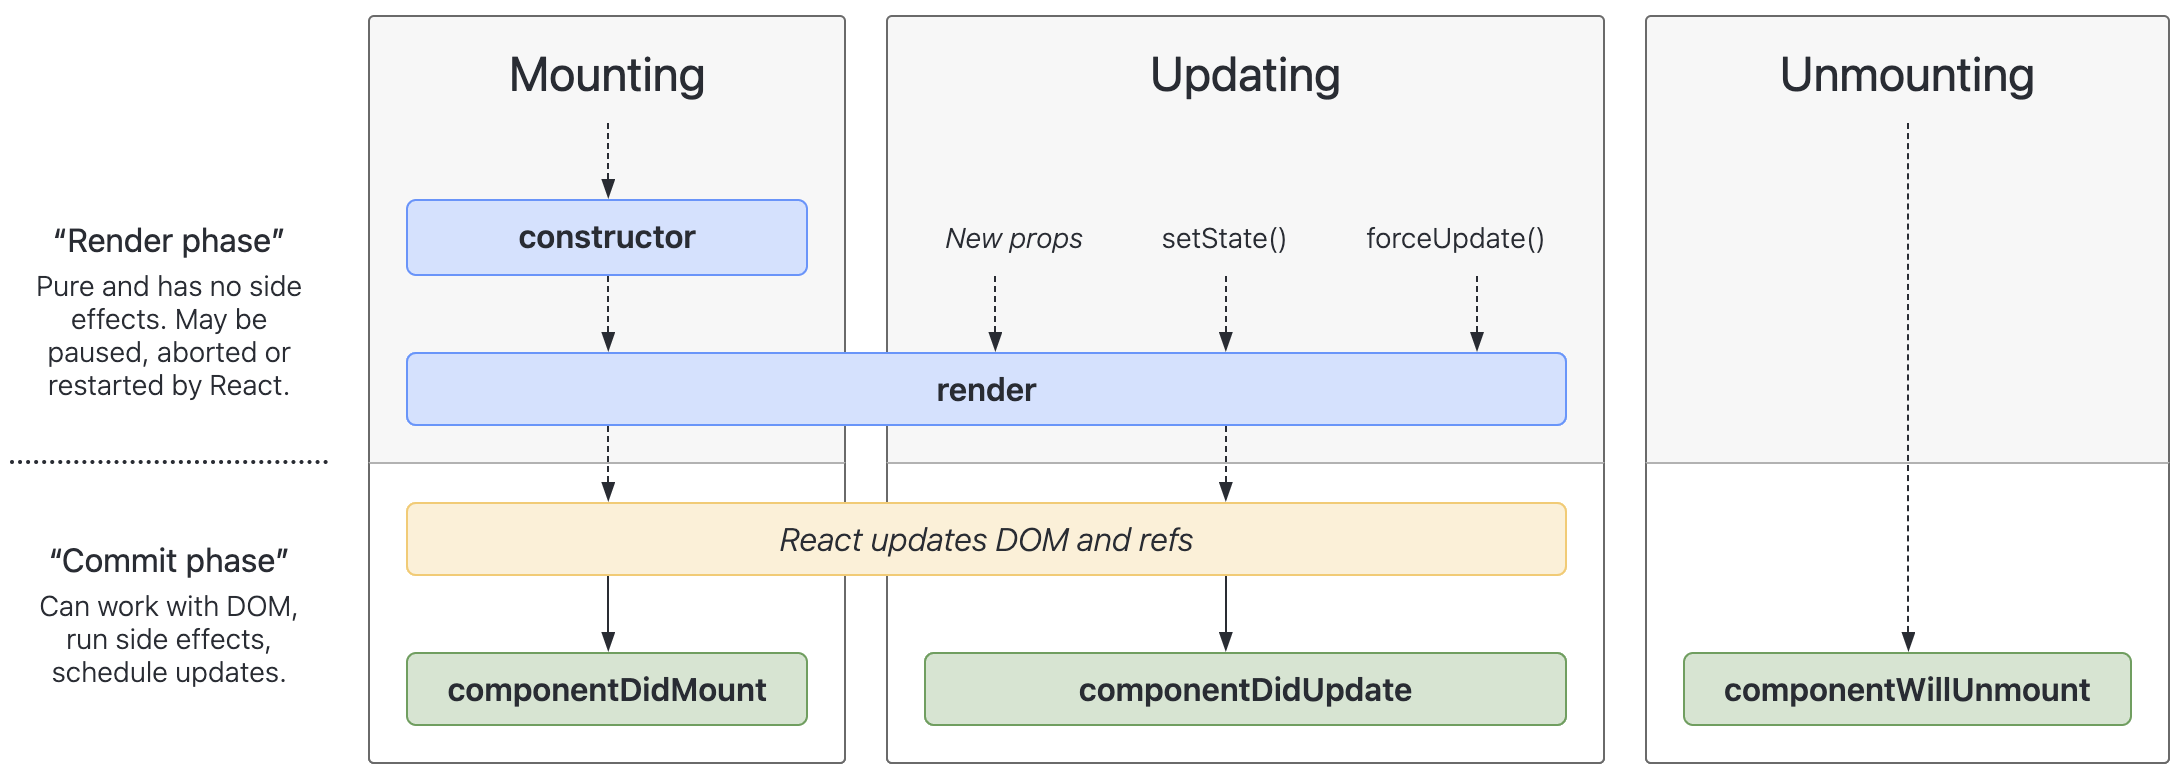 Mounting
Updating
Unmounting
“Render phase”
Pure and has no side
effects. May be
paused, aborted or
restarted by React.
constructor
New props
setState()
forceUpdate()
render
“Commit phase”
Can work with DOM,
run side effects,
schedule updates.
React updates DOM and refs
componentDidMount
componentDidUpdate
componentWillUnmount